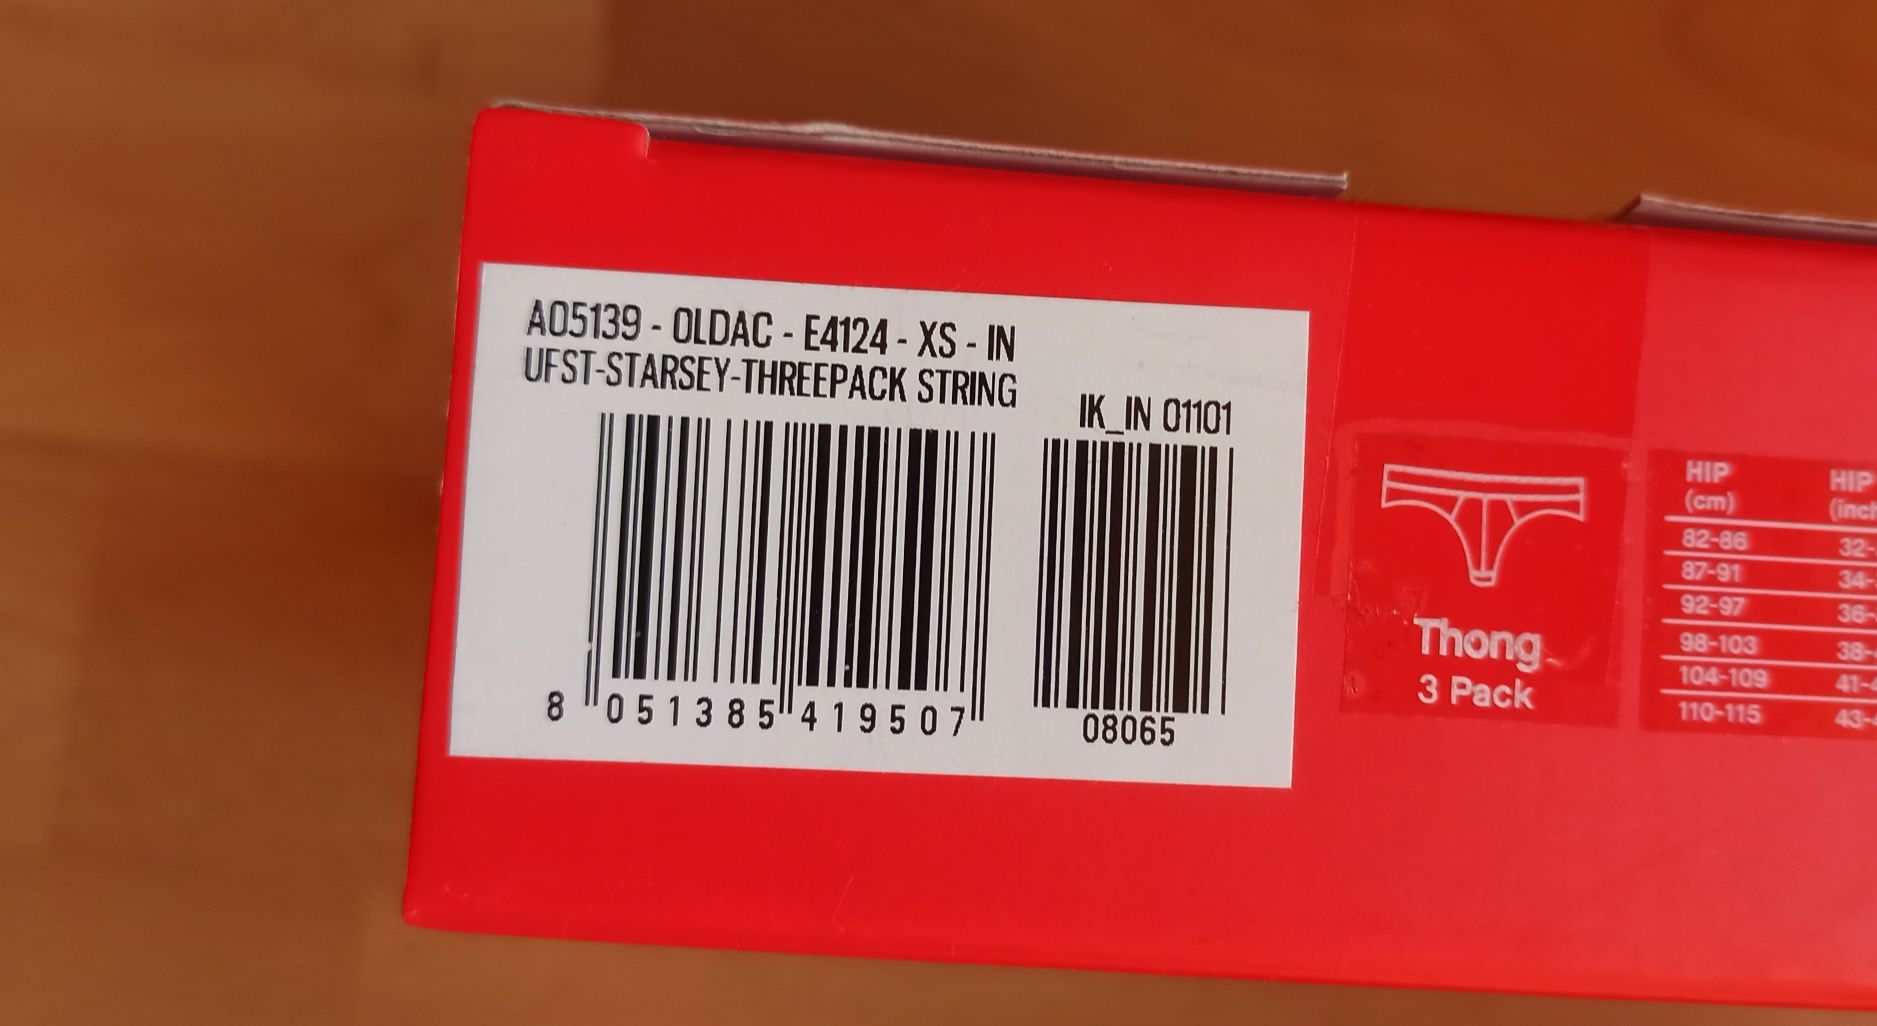 A05139 - 0LDAC - E4124 - XS - IN
UFST-STARSEY-THREEPACK STRING
IK_IN 01101
8 051385 419507
08065
Thong
3 Pack
HIP HIP
(cm)
82-86
87-91
92-97
98-103
104-109
110-115